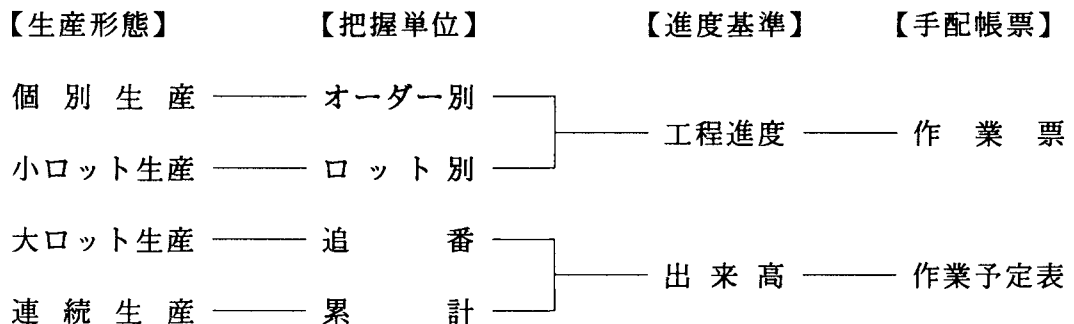 【生産形態】 【把握単位】 【進度基準】 【手配帳票】
個別生産 オーダー別
工程進度 作業票
小ロット生産 ロット別
大ロット生産 追番
出来高 作業予定表
連続生産 累計